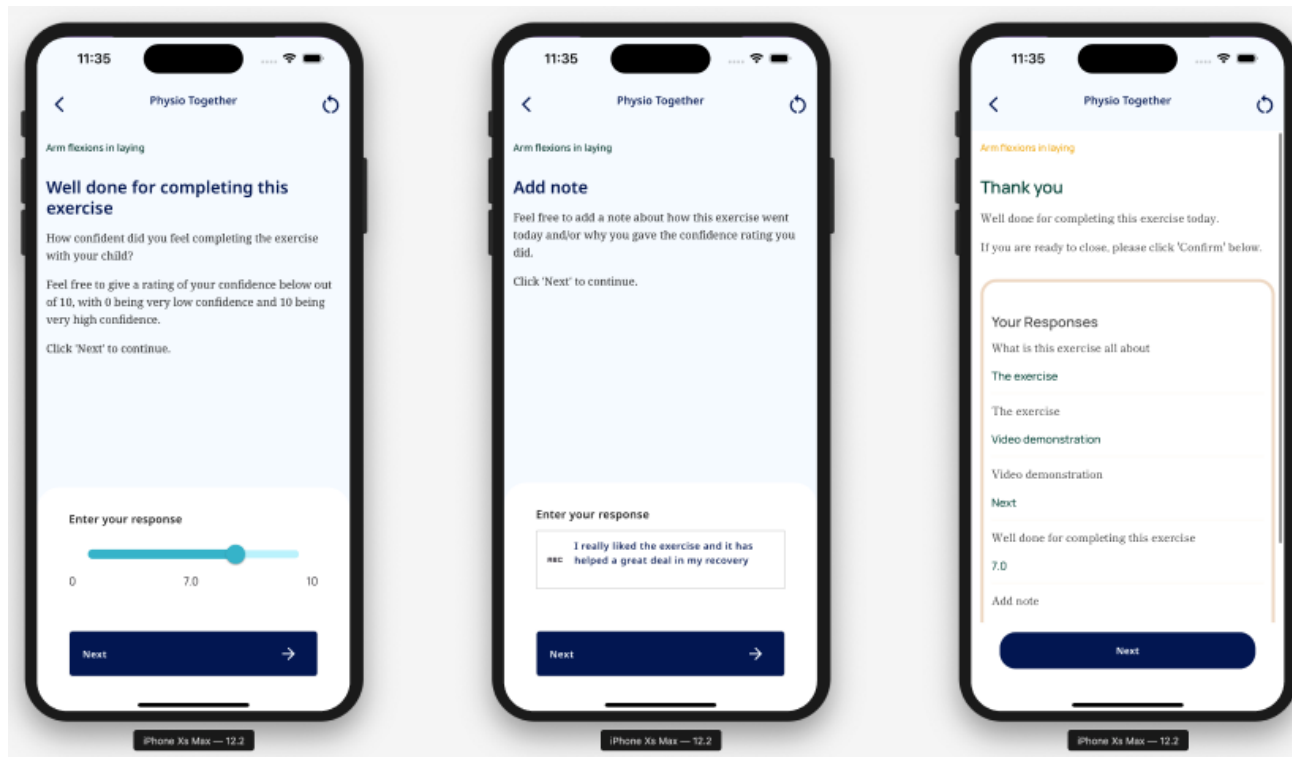 11:35
Physio Together
Arm flexions in laying
Well done for completing this
exercise
How confident did you feel completing the exercise
with your child?
Feel free to give a rating of your confidence below out
of 10, with 0 being very low confidence and 10 being
very high confidence.
Click 'Next' to continue.
Enter your response
0 7.0 10
Next
iPhone Xs Max — 12.2
11:35
Physio Together
Arm flexions in laying
Add note
Feel free to add a note about how this exercise went
today and/or why you gave the confidence rating you
did.
Click 'Next' to continue.
Enter your response
REC
I really liked the exercise and it has
helped a great deal in my recovery
Next
iPhone Xs Max — 12.2
11:35
Physio Together
Arm flexions in laying
Thank you
Well done for completing this exercise today.
If you are ready to close, please click 'Confirm' below.
Your Responses
What is this exercise all about
The exercise
The exercise
Video demonstration
Video demonstration
Next
Well done for completing this exercise
7.0
Add note
Next
iPhone Xs Max — 12.2